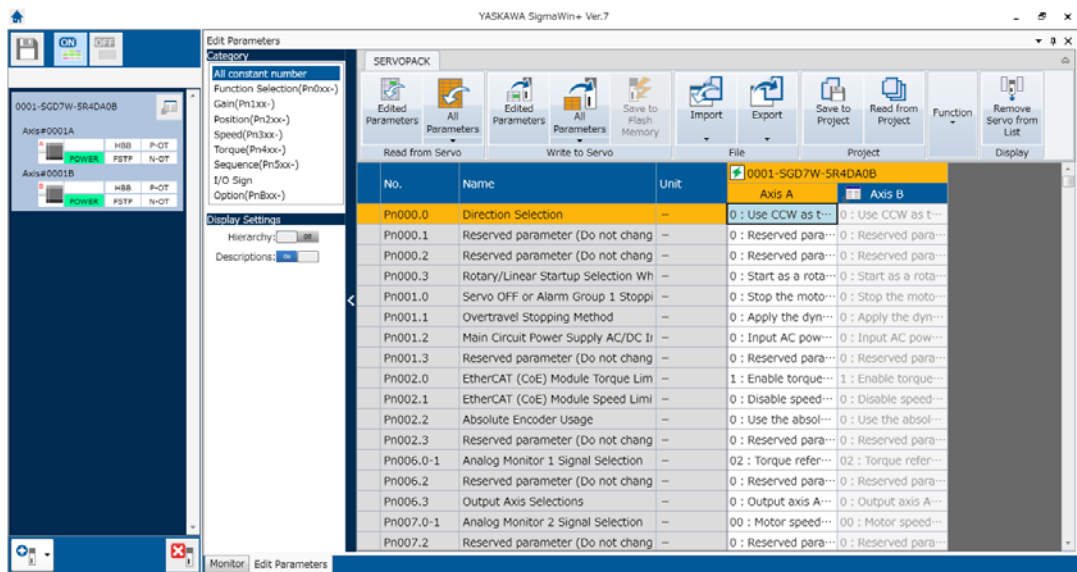 YASKAWA SigmaWin+ Ver.7
ON OFF
0001-SGD7W-5R4DA0B
Axis#0001A
A HBB P-OT
POWER FSTP N-OT
Axis#0001B
B HBB P-OT
POWER FSTP N-OT
Edit Parameters
Category
All constant number
Function Selection(Pn0xx-)
Gain(Pn1xx-)
Position(Pn2xx-)
Speed(Pn3xx-)
Torque(Pn4xx-)
Sequence(Pn5xx-)
I/O Sign
Option(PnBxx-)
Display Settings
Hierarchy: Off
Descriptions: On
SERVOPACK
Edited Parameters
All Parameters
Read from Servo
Edited Parameters
All Parameters
Save to Flash Memory
Write to Servo
Import
Export
File
Save to Project
Read from Project
Project
Function
Remove Servo from List
Display
No. Name Unit 0001-SGD7W-5R4DA0B
Axis A Axis B
Pn000.0 Direction Selection – 0 : Use CCW as t··· 0 : Use CCW as t···
Pn000.1 Reserved parameter (Do not chang – 0 : Reserved para··· 0 : Reserved para···
Pn000.2 Reserved parameter (Do not chang – 0 : Reserved para··· 0 : Reserved para···
Pn000.3 Rotary/Linear Startup Selection Wh – 0 : Start as a rota··· 0 : Start as a rota···
Pn001.0 Servo OFF or Alarm Group 1 Stoppi – 0 : Stop the moto··· 0 : Stop the moto···
Pn001.1 Overtravel Stopping Method – 0 : Apply the dyn··· 0 : Apply the dyn···
Pn001.2 Main Circuit Power Supply AC/DC I – 0 : Input AC pow··· 0 : Input AC pow···
Pn001.3 Reserved parameter (Do not chang – 0 : Reserved para··· 0 : Reserved para···
Pn002.0 EtherCAT (CoE) Module Torque Lim – 1 : Enable torque··· 1 : Enable torque···
Pn002.1 EtherCAT (CoE) Module Speed Limi – 0 : Disable speed··· 0 : Disable speed···
Pn002.2 Absolute Encoder Usage – 0 : Use the absol··· 0 : Use the absol···
Pn002.3 Reserved parameter (Do not chang – 0 : Reserved para··· 0 : Reserved para···
Pn006.0-1 Analog Monitor 1 Signal Selection – 02 : Torque refer··· 02 : Torque refer···
Pn006.2 Reserved parameter (Do not chang – 0 : Reserved para··· 0 : Reserved para···
Pn006.3 Output Axis Selections – 0 : Output axis A··· 0 : Output axis A···
Pn007.0-1 Analog Monitor 2 Signal Selection – 00 : Motor speed··· 00 : Motor speed···
Pn007.2 Reserved parameter (Do not chang – 0 : Reserved para··· 0 : Reserved para···
Monitor Edit Parameters